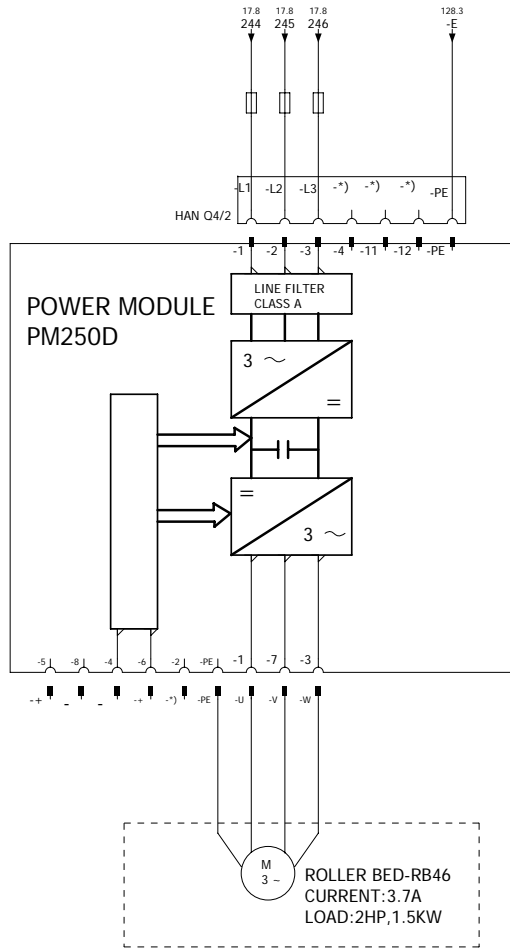 17.8 17.8 17.8 128.3
244 245 246 -E
-L1 -L2 -L3 -*) -*) -*) -PE
HAN Q4/2
-1 -2 -3 -4 -11 -12 -PE
LINE FILTER
CLASS A
POWER MODULE
PM250D
3 ~
=
=
3 ~
-5 -8 -4 -6 -2 -PE -1 -7 -3
-+ - - -+ -*) -PE -U -V -W
M
3 ~
ROLLER BED-RB46
CURRENT:3.7A
LOAD:2HP,1.5KW